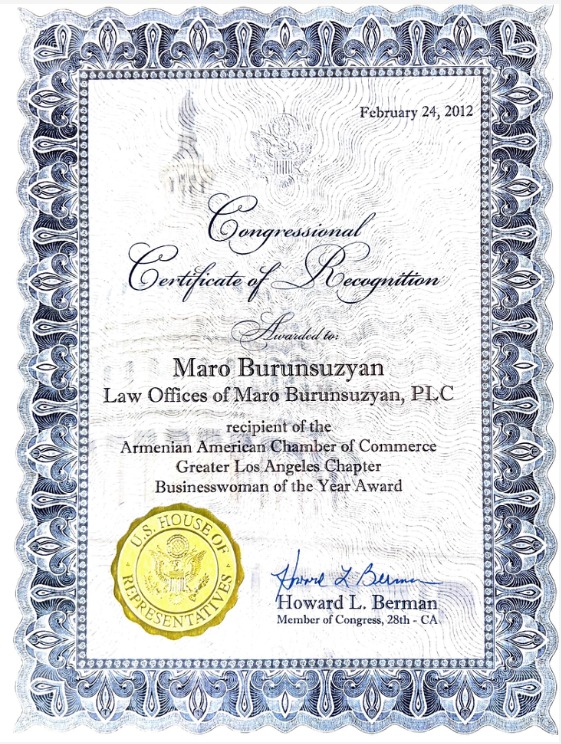 February 24, 2012
Congressional
Certificate of Recognition
Awarded to:
Maro Burunsuzyan
Law Offices of Maro Burunsuzyan, PLC
recipient of the
Armenian American Chamber of Commerce
Greater Los Angeles Chapter
Businesswoman of the Year Award
U.S. HOUSE OF
REPRESENTATIVES
Howard L Berman
Howard L. Berman
Member of Congress, 28th - CA